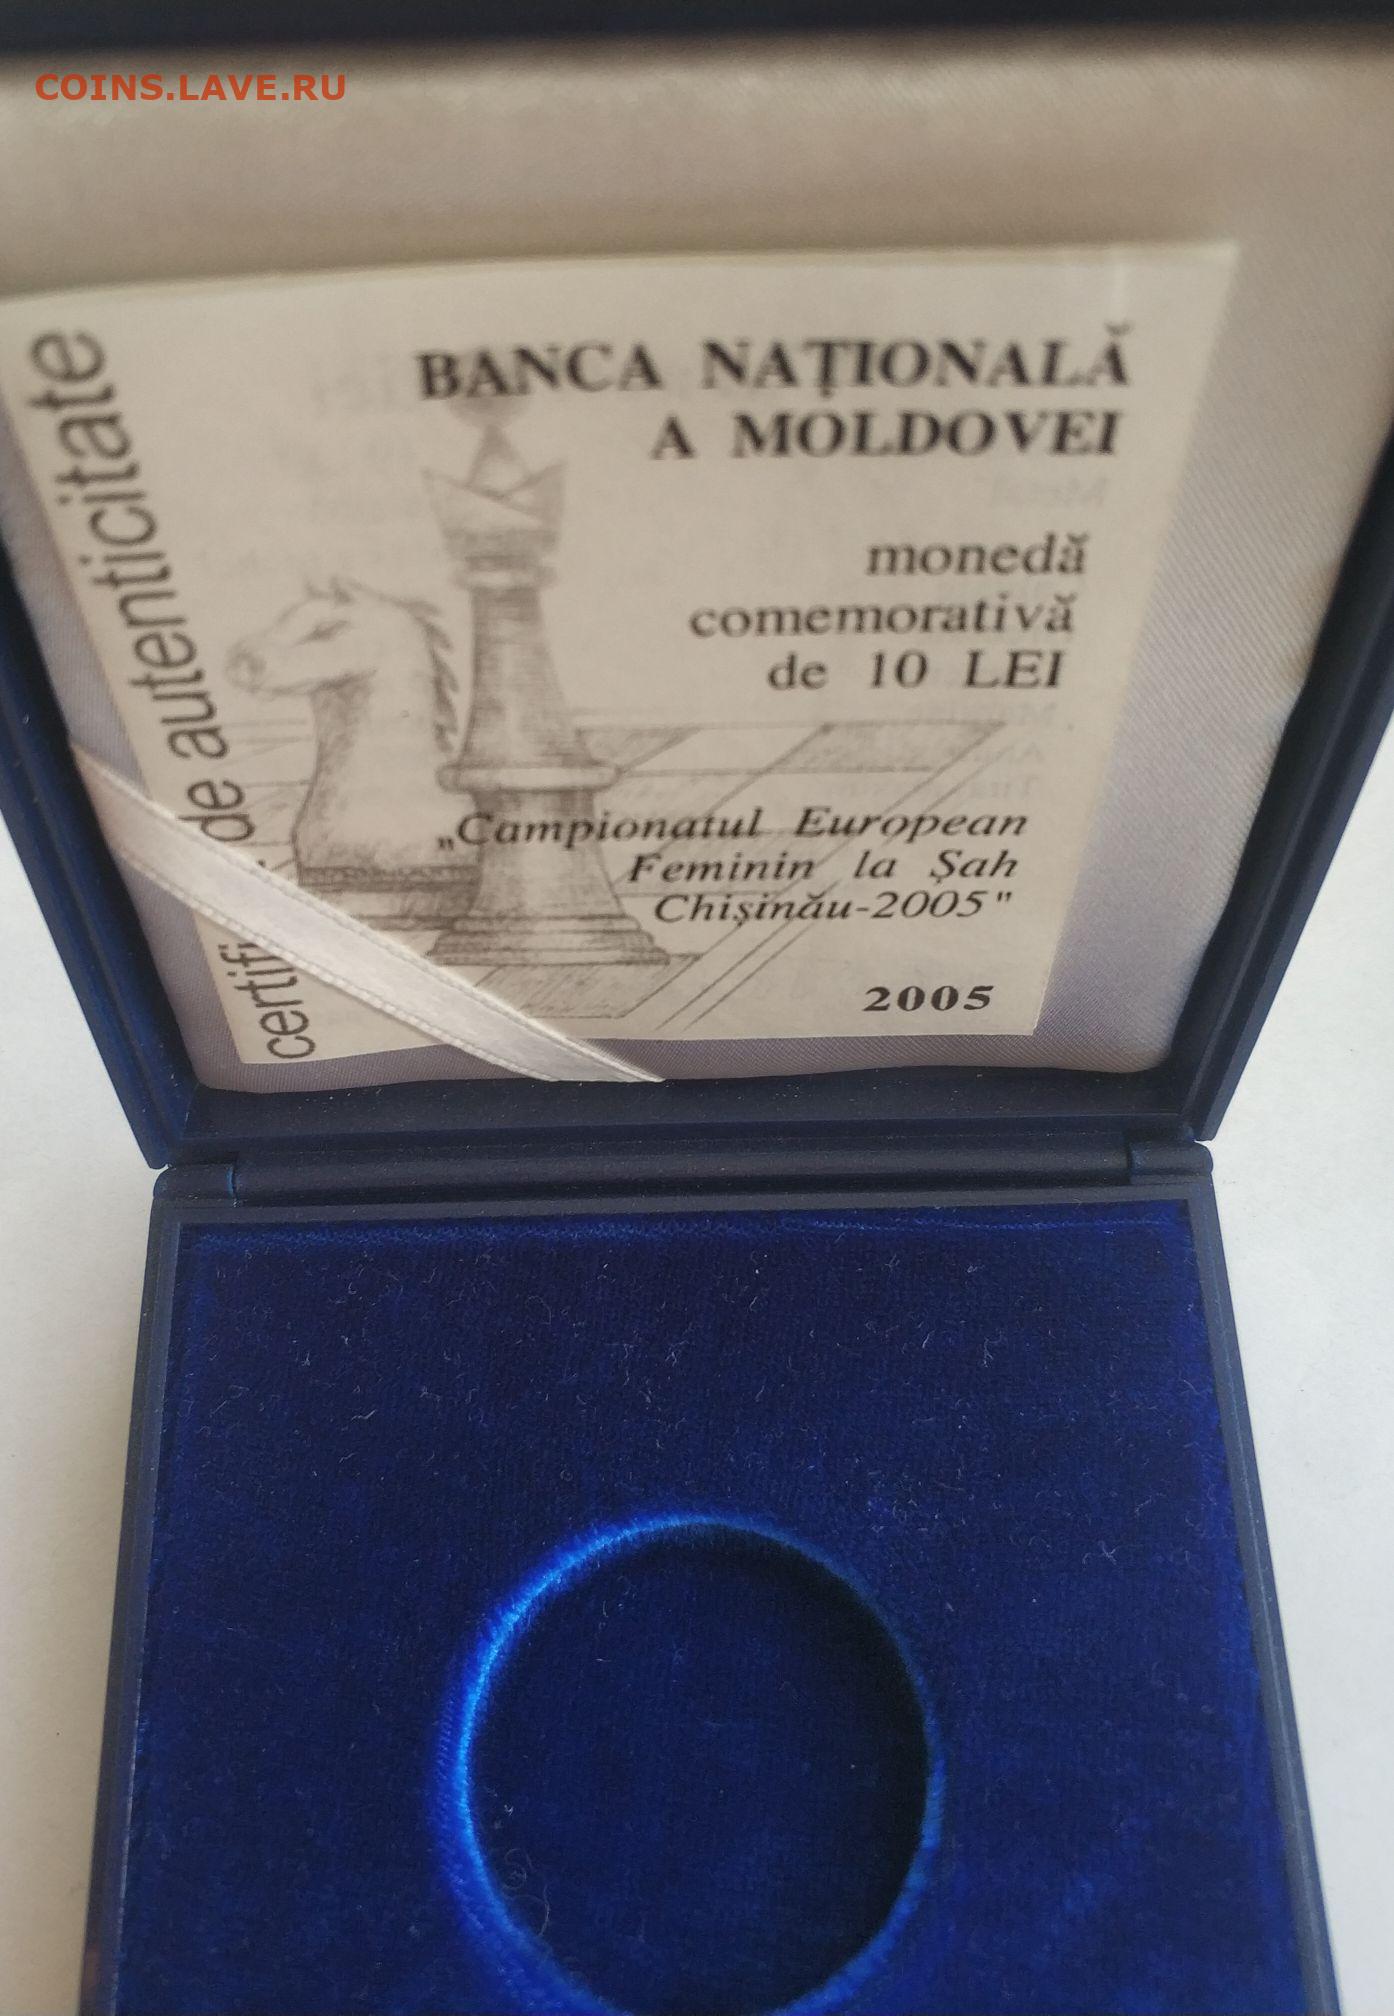 COINS.LAVE.RU
certifi de autenticitate
BANCA NAȚIONALĂ
A MOLDOVEI
monedă
comemorativă
de 10 LEI
„Campionatul European
Feminin la Șah
Chișinău-2005"
2005